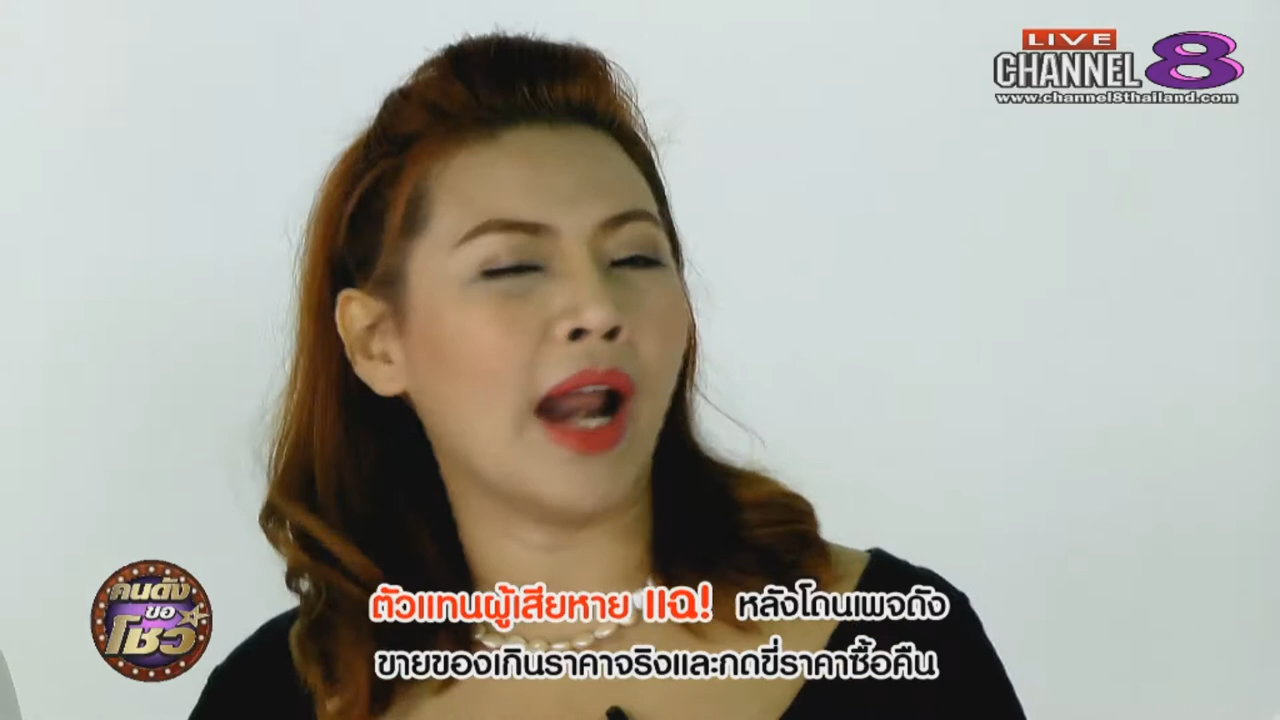 LIVE
CHANNEL 8
www.channel8thailand.com
คนดัง
ขอ
โชว์
ตัวแทนผู้เสียหาย แฉ! หลังโดนเพจดัง
ขายของเกินราคาจริงและกดขี่ราคาซื้อคืน